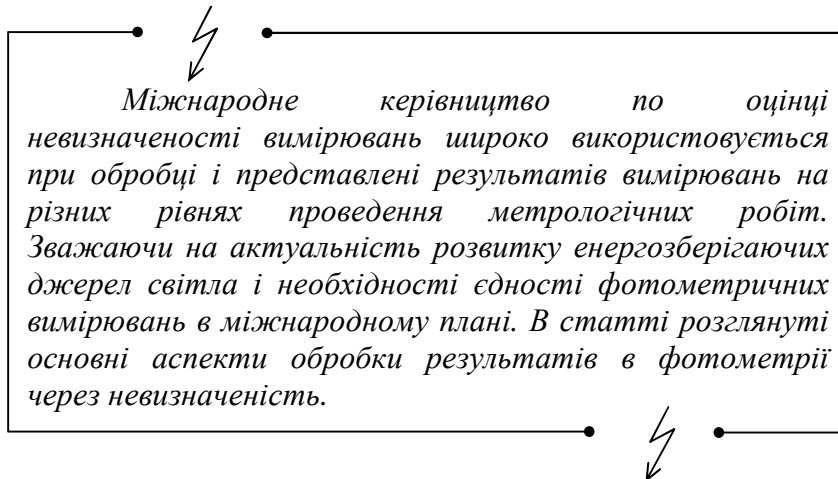 Міжнародне керівництво по оцінці
невизначеності вимірювань широко використовується
при обробці і представлені результатів вимірювань на
різних рівнях проведення метрологічних робіт.
Зважаючи на актуальність розвитку енергозберігаючих
джерел світла і необхідності єдності фотометричних
вимірювань в міжнародному плані. В статті розглянуті
основні аспекти обробки результатів в фотометрії
через невизначеність.